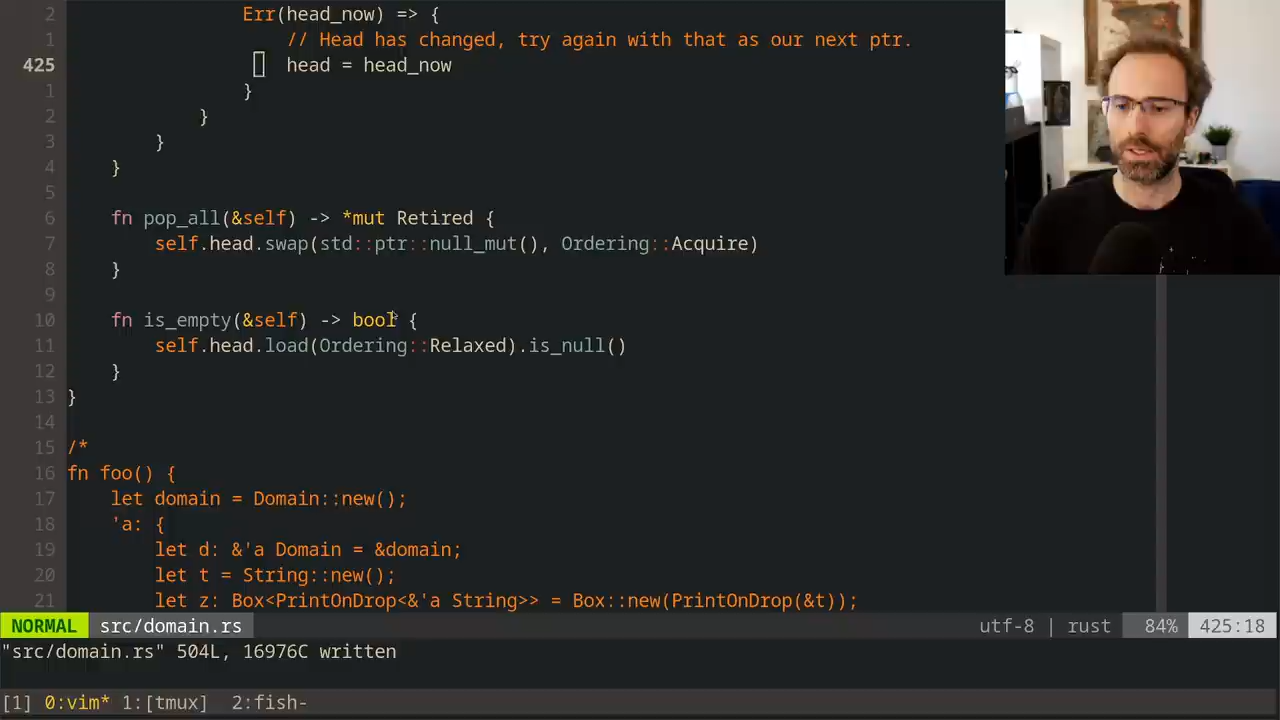 2                 Err(head_now) => {
1                     // Head has changed, try again with that as our next ptr.
425                   head = head_now
1                 }
2             }
3         }
4     }
5
6     fn pop_all(&self) -> *mut Retired {
7         self.head.swap(std::ptr::null_mut(), Ordering::Acquire)
8     }
9
10     fn is_empty(&self) -> bool {
11         self.head.load(Ordering::Relaxed).is_null()
12     }
13 }
14
15 /*
16 fn foo() {
17     let domain = Domain::new();
18     'a: {
19         let d: &'a Domain = &domain;
20         let t = String::new();
21         let z: Box<PrintOnDrop<&'a String>> = Box::new(PrintOnDrop(&t));
NORMAL src/domain.rs utf-8 | rust 84% 425:18
"src/domain.rs" 504L, 16976C written
[1] 0:vim* 1:[tmux] 2:fish-